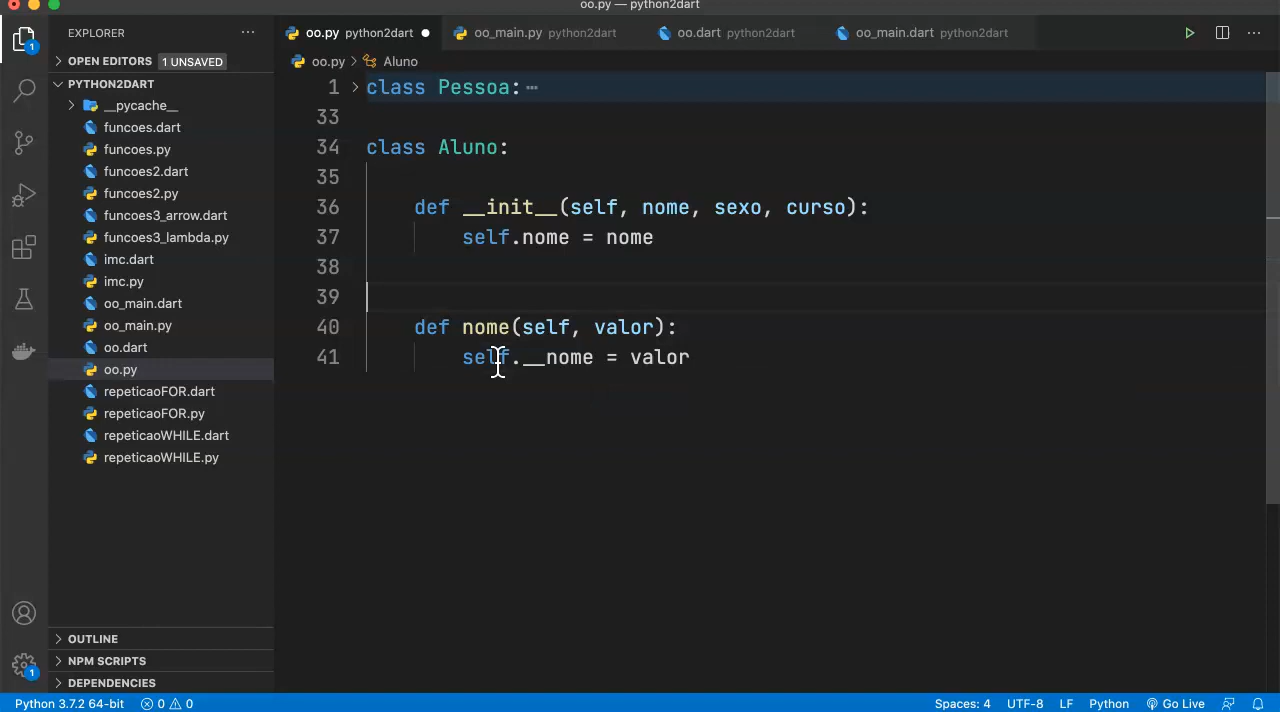 oo.py — python2dart
EXPLORER
OPEN EDITORS 1 UNSAVED
PYTHON2DART
__pycache__
funcoes.dart
funcoes.py
funcoes2.dart
funcoes2.py
funcoes3_arrow.dart
funcoes3_lambda.py
imc.dart
imc.py
oo_main.dart
oo_main.py
oo.dart
oo.py
repeticaoFOR.dart
repeticaoFOR.py
repeticaoWHILE.dart
repeticaoWHILE.py
OUTLINE
NPM SCRIPTS
DEPENDENCIES
oo.py python2dart oo_main.py python2dart oo.dart python2dart oo_main.dart python2dart
oo.py > Aluno
1 class Pessoa:
33
34 class Aluno:
35
36 def __init__(self, nome, sexo, curso):
37 self.nome = nome
38
39
40 def nome(self, valor):
41 self.__nome = valor
1
1
Python 3.7.2 64-bit 0 0 Spaces: 4 UTF-8 LF Python Go Live